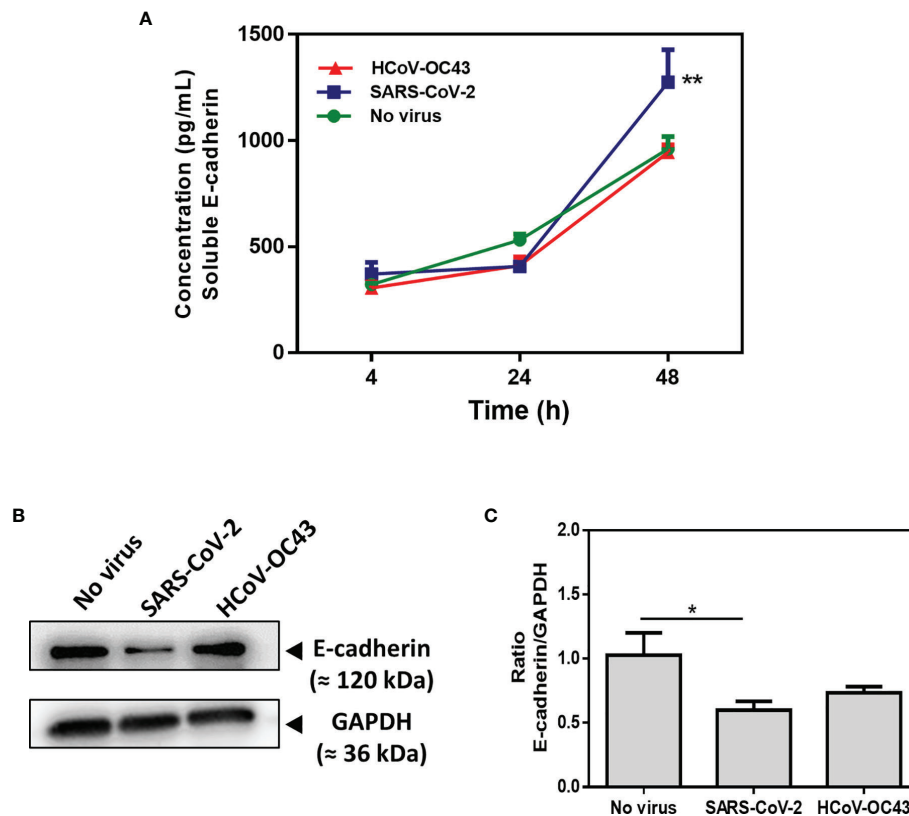 A
Concentration (pg/mL)
Soluble E-cadherin
1500
1000
500
0
HCoV-OC43
SARS-CoV-2
No virus
**
4 24 48
Time (h)
B
No virus SARS-CoV-2 HCoV-OC43
E-cadherin
(≈ 120 kDa)
GAPDH
(≈ 36 kDa)
C
Ratio
E-cadherin/GAPDH
2.0
1.5
1.0
0.5
0.0
*
No virus SARS-CoV-2 HCoV-OC43